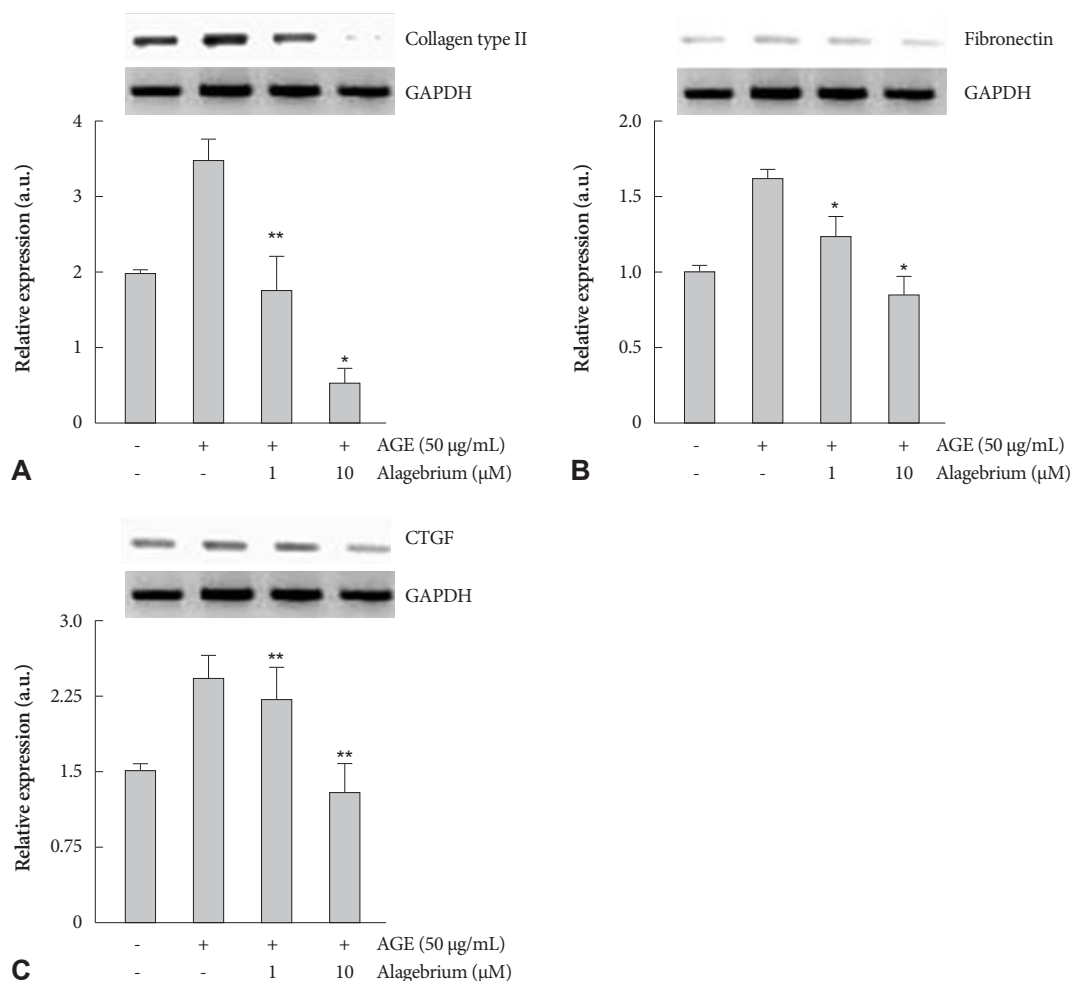 Collagen type II
GAPDH
4
3
2
1
0
Relative expression (a.u.)
**
*
- + + + AGE (50 μg/mL)
- - 1 10 Alagebrium (μM)
A
Fibronectin
GAPDH
2.0
1.5
1.0
0.5
0
Relative expression (a.u.)
*
*
- + + + AGE (50 μg/mL)
- - 1 10 Alagebrium (μM)
B
CTGF
GAPDH
3.0
2.25
1.5
0.75
0
Relative expression (a.u.)
**
**
- + + + AGE (50 μg/mL)
- - 1 10 Alagebrium (μM)
C